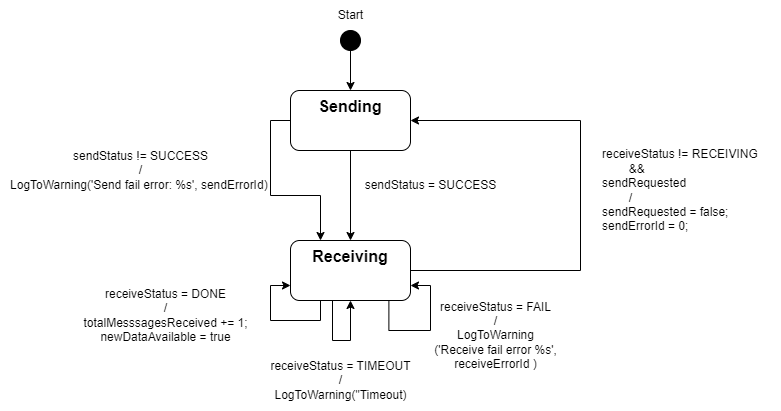 Start
Sending
sendStatus != SUCCESS
/
LogToWarning('Send fail error: %s', sendErrorId)
sendStatus = SUCCESS
receiveStatus != RECEIVING
&&
sendRequested
/
sendRequested = false;
sendErrorId = 0;
Receiving
receiveStatus = DONE
/
totalMesssagesReceived += 1;
newDataAvailable = true
receiveStatus = TIMEOUT
/
LogToWarning("Timeout)
receiveStatus = FAIL
/
LogToWarning
('Receive fail error %s',
receiveErrorId )